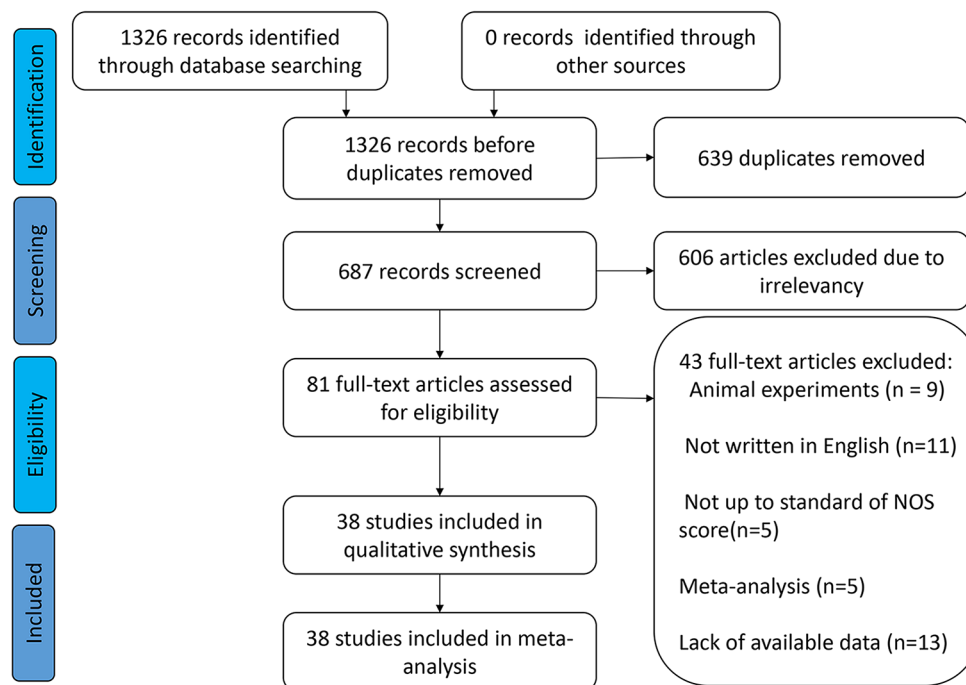 1326 records identified
through database searching
0 records identified through
other sources
Identification
1326 records before
duplicates removed
639 duplicates removed
Screening
687 records screened
606 articles excluded due to
irrelevancy
Eligibility
81 full-text articles assessed
for eligibility
43 full-text articles excluded:
Animal experiments (n = 9)
Not written in English (n=11)
Not up to standard of NOS
score(n=5)
Meta-analysis (n=5)
Lack of available data (n=13)
Included
38 studies included in
qualitative synthesis
38 studies included in meta-
analysis